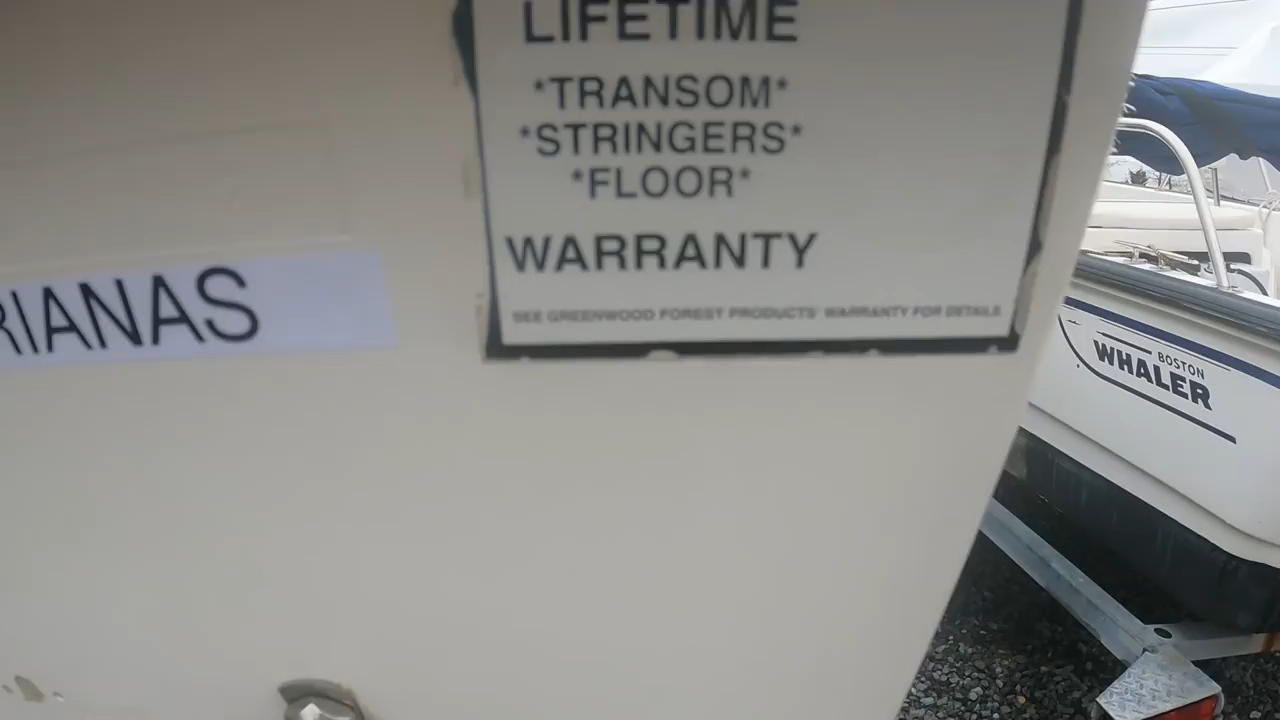 LIFETIME
*TRANSOM*
*STRINGERS*
*FLOOR*
WARRANTY
SEE GREENWOOD FOREST PRODUCTS' WARRANTY FOR DETAILS
RIANAS
BOSTON
WHALER